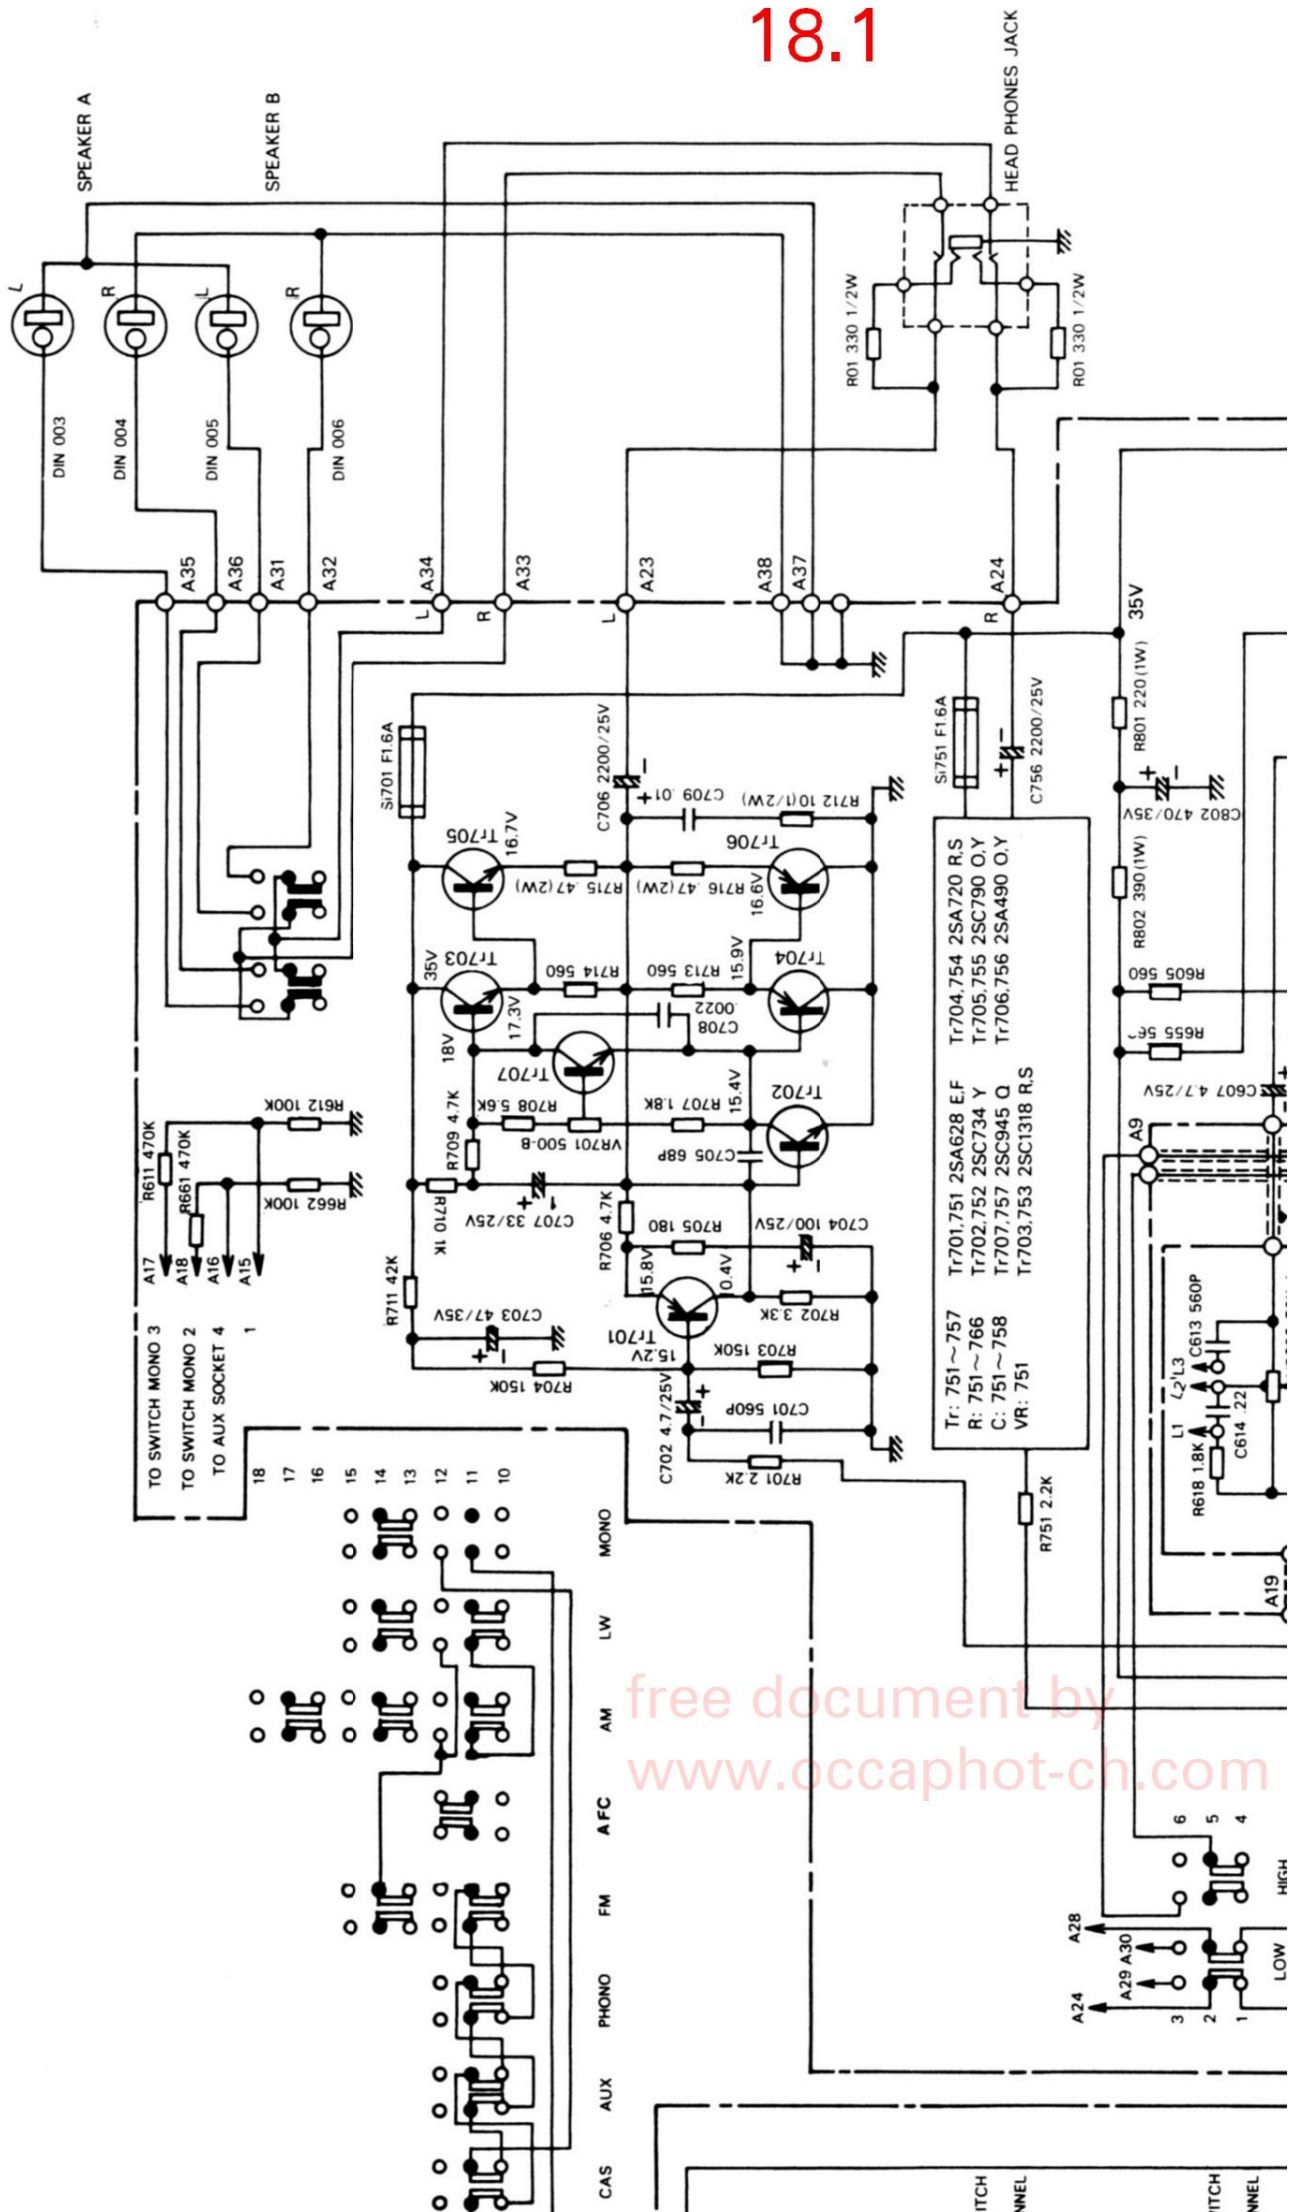 18.1
SPEAKER A
SPEAKER B
HEAD PHONES JACK
L
R
L
R
DIN 003
DIN 004
DIN 005
DIN 006
R01 330 1/2W
R01 330 1/2W
A35
A36
A31
A32
A34
A33
A23
A38
A37
A24
L
R
L
R
35V
Si701 F1.6A
Si751 F1.6A
C706 2200/25V
C756 2200/25V
R801 220 (1W)
Tr705
16.7V
C709 .01
R712 10 (1/2W)
C802 470/35V
R715 .47 (2W)
R716 .47 (2W)
Tr706
16.6V
R802 390 (1W)
35V
Tr703
R714 560
R713 560
15.9V
Tr704
R605 560
18V
17.3V
C708
.0022
R655
Tr707
R709 4.7K
R708 5.6K
VR701 500-B
R707 1.8K
15.4V
Tr702
C705 68P
C607 4.7/25V
A9
R611 470K
R612 100K
R661 470K
R662 100K
R710 1K
C707 33/25V
R706 4.7K
R705 180
C704 100/25V
A17
A18
A16
A15
R711 42K
C703 47/35V
15.8V
10.4V
R702 3.3K
Tr701
15.2V
R703 150K
R704 150K
C702 4.7/25V
C701 560P
R701 2.2K
Tr: 751~757
R: 751~766
C: 751~758
VR: 751
Tr701,751 2SA628 E,F
Tr702,752 2SC734 Y
Tr707,757 2SC945 Q
Tr703,753 2SC1318 R,S
Tr704,754 2SA720 R,S
Tr705,755 2SC790 O,Y
Tr706,756 2SA490 O,Y
C613 560P
L1
L2
L3
C614 .22
R618 1.8K
R751 2.2K
A19
TO SWITCH MONO 3
TO SWITCH MONO 2
TO AUX SOCKET 4
1
18
17
16
15
14
13
12
11
10
MONO
LW
AM
AFC
FM
PHONO
AUX
CAS
free document by
www.occaphot-ch.com
6
5
4
HIGH
A28
A30
A29
A24
3
2
1
LOW